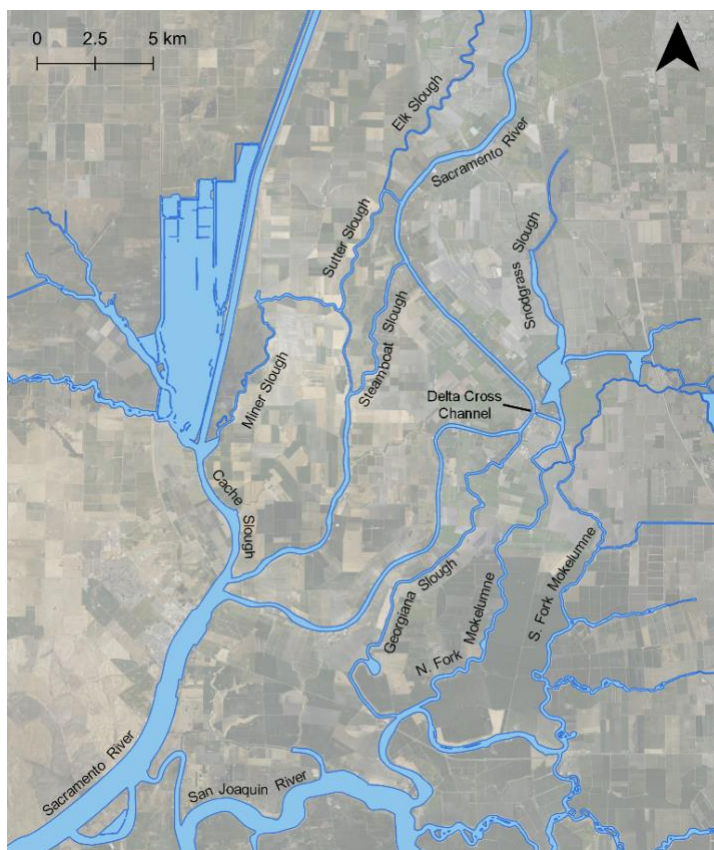 0 2.5 5 km
Elk Slough
Sacramento River
Sutter Slough
Snopgrass Slough
Steamboat Slough
Miner Slough
Delta Cross
Channel
Cache
Slough
Georgiana Slough
N. Fork Mokelumne
S. Fork Mokelumne
Sacramento River
San Joaquin River